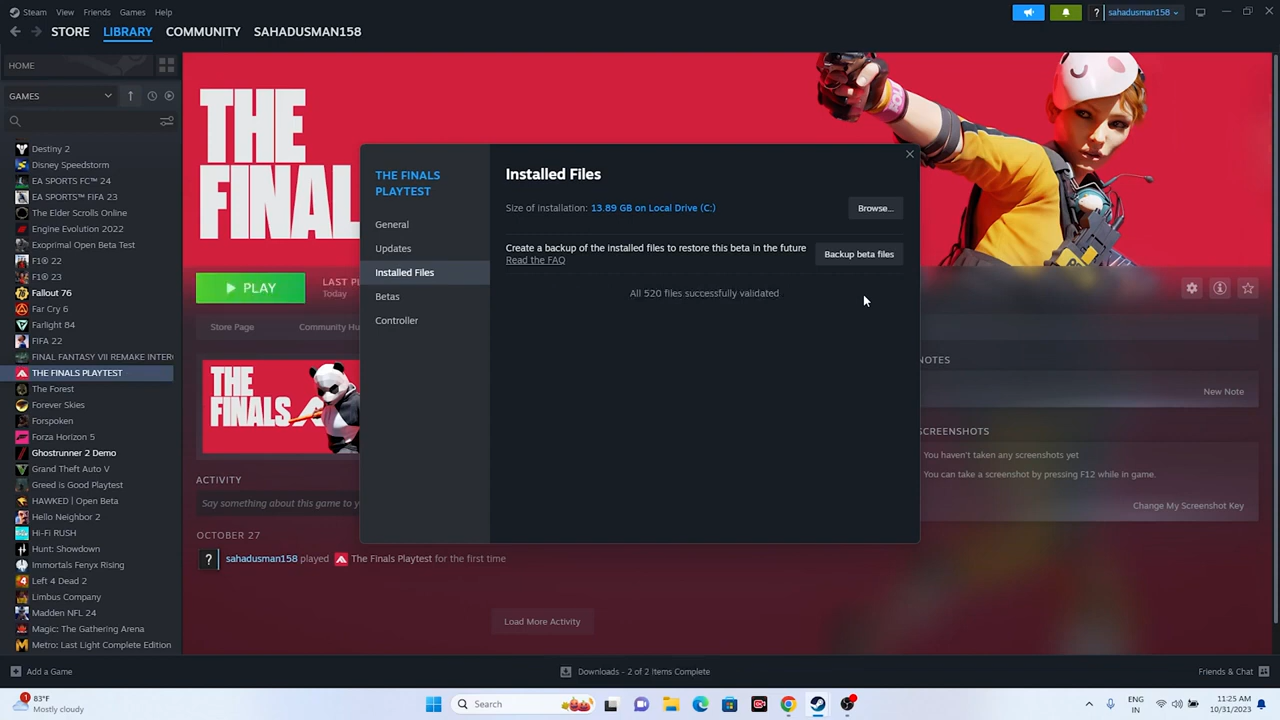 Steam View Friends Games Help
? sahadusman158
STORE LIBRARY COMMUNITY SAHADUSMAN158
HOME
GAMES
Destiny 2
Disney Speedstorm
EA SPORTS FC™ 24
EA SPORTS™ FIFA 23
The Elder Scrolls Online
Engine Evolution 2022
Exoprimal Open Beta Test
F1® 22
F1® 23
Fallout 76
Far Cry 6
Farlight 84
FIFA 22
FINAL FANTASY VII REMAKE INTER
THE FINALS PLAYTEST
The Forest
Forever Skies
Forspoken
Forza Horizon 5
Ghostrunner 2 Demo
Grand Theft Auto V
Greed is Good Playtest
HAWKED | Open Beta
Hello Neighbor 2
Hi-Fi RUSH
Hunt: Showdown
Immortals Fenyx Rising
Left 4 Dead 2
Limbus Company
Madden NFL 24
Magic: The Gathering Arena
Metro: Last Light Complete Edition
THE
FINAL
PLAY
LAST P
Today
Store Page Community Hu
THE
FINALS
ACTIVITY
Say something about this game to y
OCTOBER 27
? sahadusman158 played The Finals Playtest for the first time
Load More Activity
THE FINALS
PLAYTEST
General
Updates
Installed Files
Betas
Controller
Installed Files
Size of installation: 13.89 GB on Local Drive (C:)
Browse...
Create a backup of the installed files to restore this beta in the future
Read the FAQ
Backup beta files
All 520 files successfully validated
NOTES
New Note
SCREENSHOTS
You haven't taken any screenshots yet
You can take a screenshot by pressing F12 while in game.
Change My Screenshot Key
Add a Game
Downloads - 2 of 2 Items Complete
Friends & Chat
1
83°F
Mostly cloudy
Search
ENG
IN
11:25 AM
10/31/2023